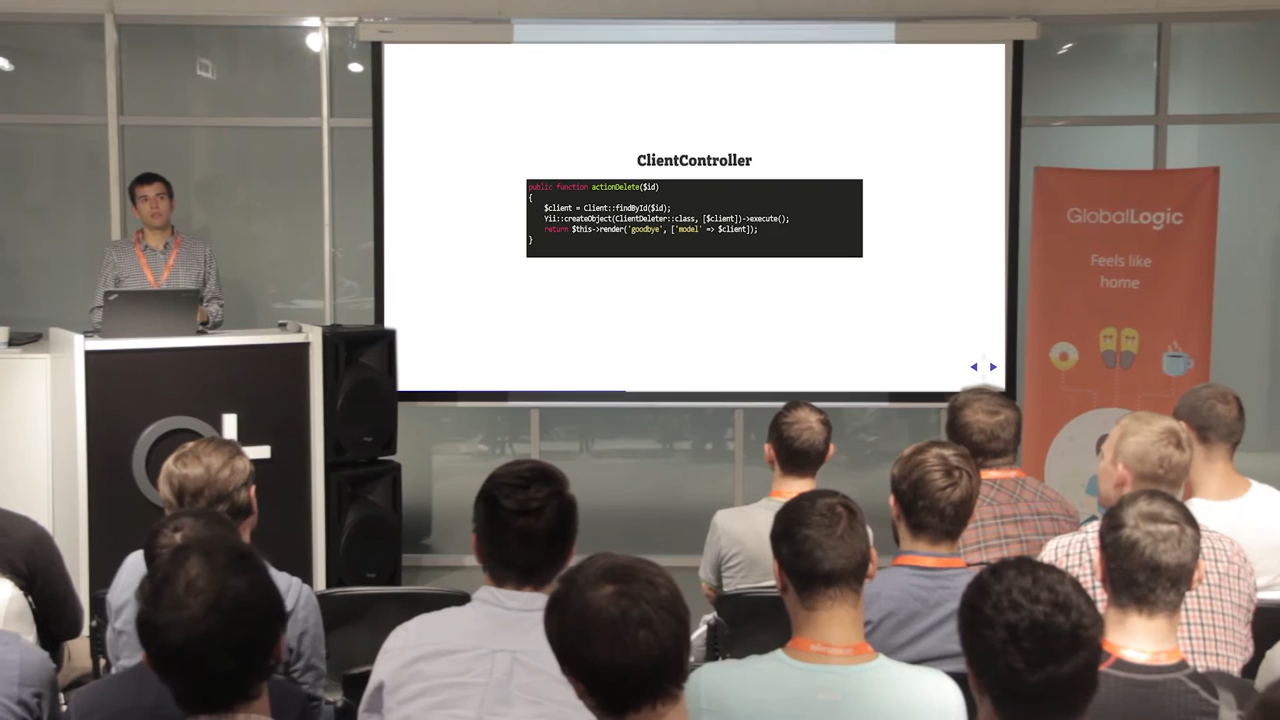 ClientController
public function actionDelete($id)
{
    $client = Client::findById($id);
    Yii::createObject(ClientDeleter::class, [$client])->execute();
    return $this->render('goodbye', ['model' => $client]);
}
GlobalLogic
Feels like
home